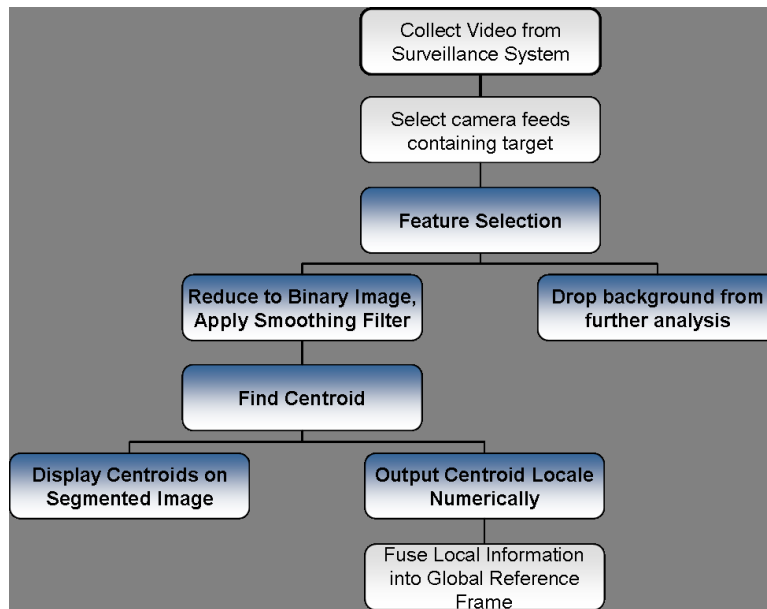 Collect Video from
Surveillance System
Select camera feeds
containing target
Feature Selection
Reduce to Binary Image,
Apply Smoothing Filter
Drop background from
further analysis
Find Centroid
Display Centroids on
Segmented Image
Output Centroid Locale
Numerically
Fuse Local Information
into Global Reference
Frame